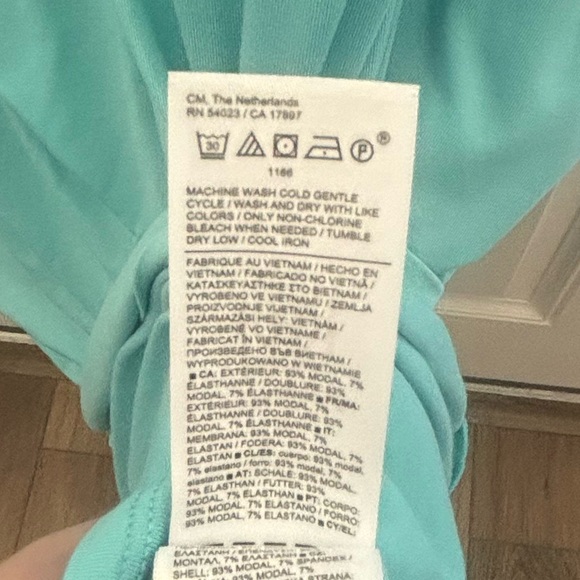 CM, The Netherlands
RN 54023 / CA 17897
30 P ®
1166
MACHINE WASH COLD GENTLE
CYCLE / WASH AND DRY WITH LIKE
COLORS / ONLY NON-CHLORINE
BLEACH WHEN NEEDED / TUMBLE
DRY LOW / COOL IRON
FABRIQUE AU VIETNAM / HECHO EN
VIETNAM / FABRICADO NO VIETNÃ /
ΚΑΤΑΣΚΕΥΑΣΤΗΚΕ ΣΤΟ ΒΙΕΤΝΑΜ /
VYROBENO VE VIETNAMU / ZEMLJA
PROIZVODNJE VIJETNAM /
SZÁRMAZÁSI HELY: VIETNÁM /
VYROBENÉ VO VIETNAME /
FABRICAT ÎN VIETNAM /
ПРОИЗВЕДЕНО ВЪВ ВИЕТНАМ /
WYPRODUKOWANO W WIETNAMIE
■ CA: EXTÉRIEUR: 93% MODAL, 7%
ÉLASTHANNE / DOUBLURE: 93%
MODAL, 7% ÉLASTHANNE ■ FR/MA:
EXTÉRIEUR: 93% MODAL, 7%
ÉLASTHANNE / DOUBLURE: 93%
MODAL, 7% ÉLASTHANNE ■ IT:
MEMBRANA: 93% MODAL, 7%
ELASTAN / FODERA: 93% MODAL, 7%
ELASTAN ■ CL/ES: cuerpo: 93% modal,
7% elastano / forro: 93% modal, 7%
elastano ■ AT: SCHALE: 93% MODAL,
7% ELASTHAN / FUTTER: 93%
MODAL, 7% ELASTHAN ■ PT: CORPO:
93% MODAL, 7% ELASTANO / FORRO:
93% MODAL, 7% ELASTANO ■ CY/EL:
ΜΟΝΤΑΛ, 7% ΕΛΑΣΤΑΝΗ
SHELL: 93% MODAL, 7% SPANDEX /